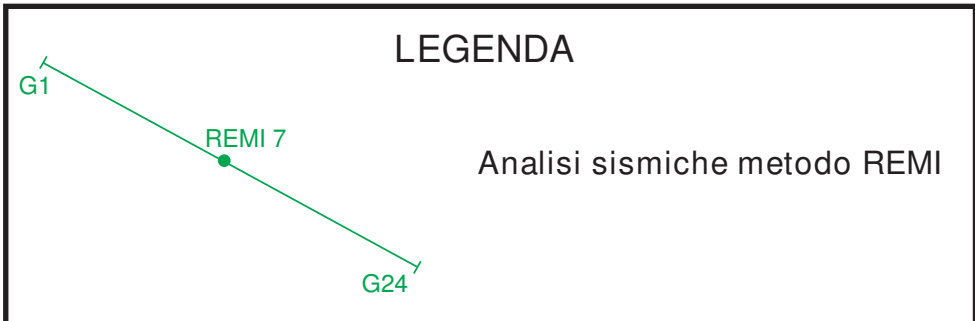 LEGENDA
G1
REMI 7
Analisi sismiche metodo REMI
G24